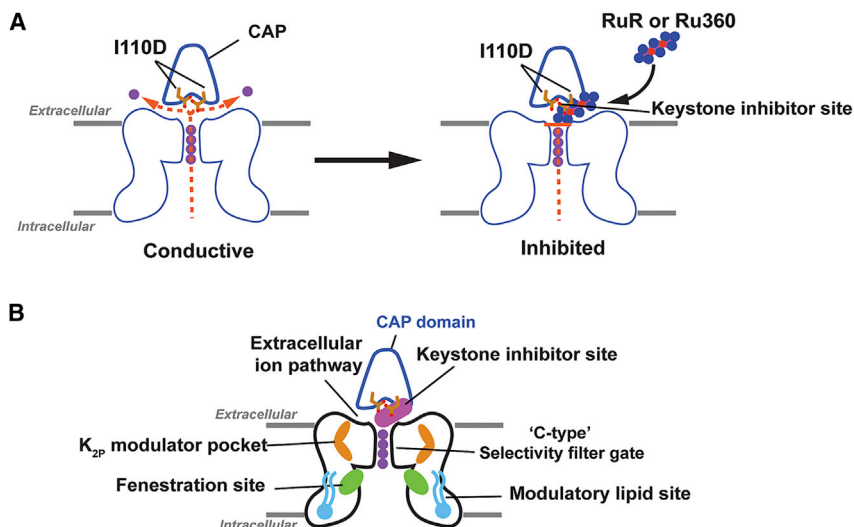 A
I110D
CAP
Extracellular
Intracellular
Conductive
RuR or Ru360
I110D
Keystone inhibitor site
Inhibited
B
CAP domain
Extracellular
ion pathway
Keystone inhibitor site
Extracellular
K2P modulator pocket
'C-type'
Selectivity filter gate
Fenestration site
Modulatory lipid site
Intracellular